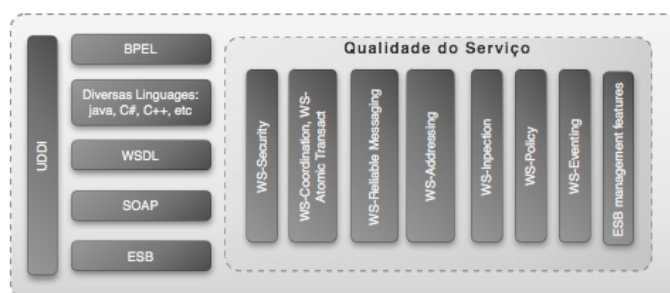 UDDI
BPEL
Diversas Linguages:
java, C#, C++, etc
WSDL
SOAP
ESB
Qualidade do Serviço
WS-Security
WS-Coordination, WS-
Atomic Transact
WS-Reliable Messaging
WS-Addressing
WS-Inpection
WS-Policy
WS-Eventing
ESB management features